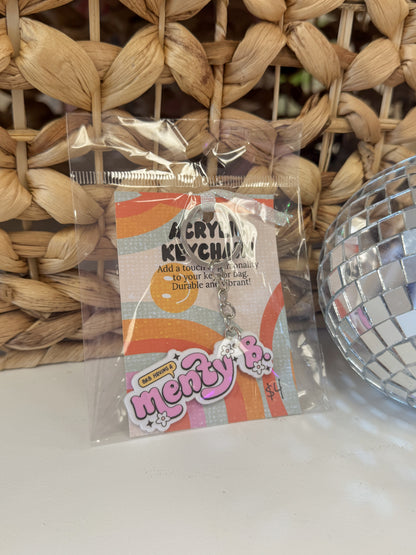 ACRYLIC
KEYCHAIN
Add a touch of personality
to your keys or bag.
Durable and vibrant!
menty B.
$4